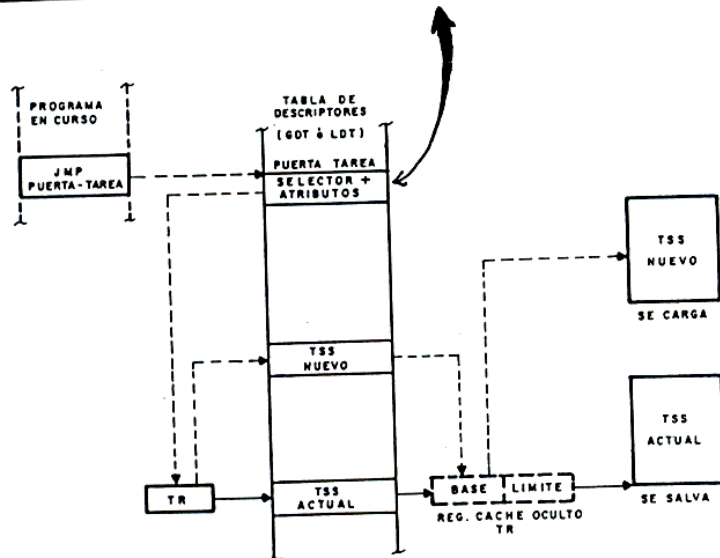 PROGRAMA
EN CURSO
JMP
PUERTA-TAREA
TABLA DE
DESCRIPTORES
(GDT ó LDT)
PUERTA TAREA
SELECTOR +
ATRIBUTOS
TSS
NUEVO
SE CARGA
TSS
NUEVO
TSS
ACTUAL
SE SALVA
TR
TSS
ACTUAL
BASE LIMITE
REG. CACHE OCULTO
TR